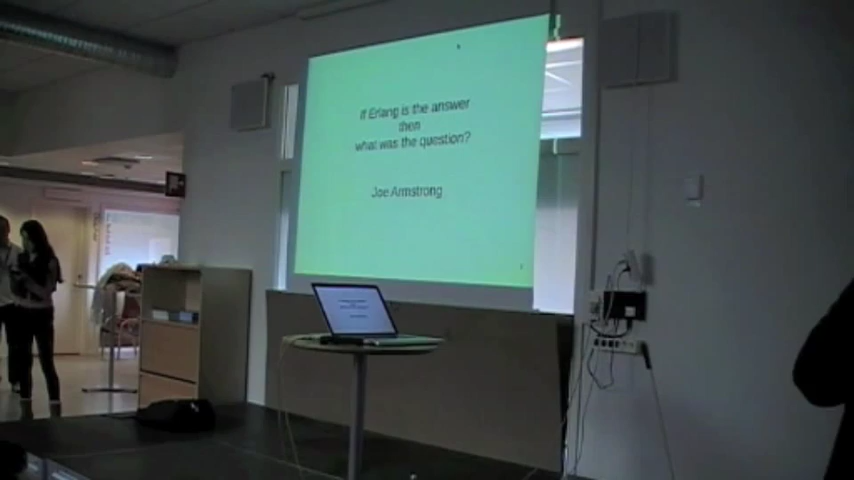 If Erlang is the answer
then
what was the question?
Joe Armstrong